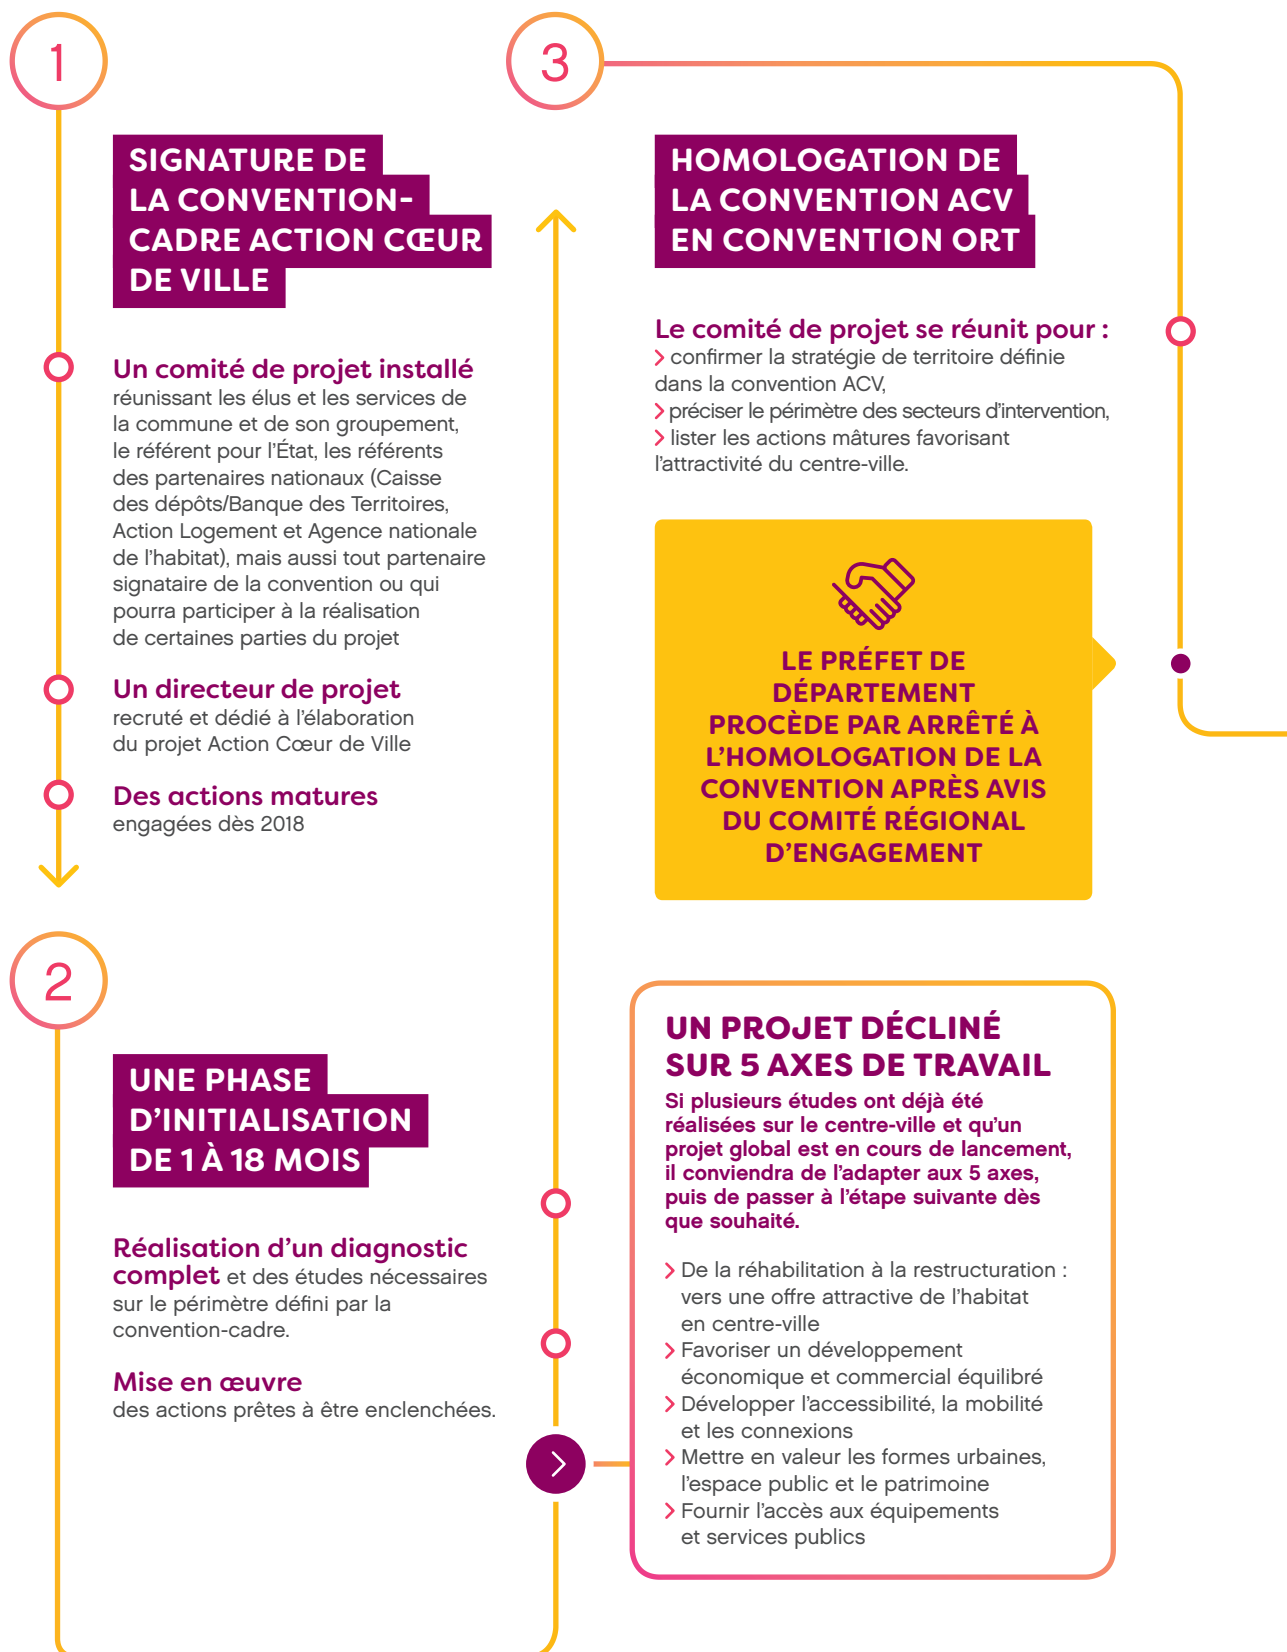 1
SIGNATURE DE
LA CONVENTION-
CADRE ACTION CŒUR
DE VILLE
Un comité de projet installé
réunissant les élus et les services de
la commune et de son groupement,
le référent pour l’État, les référents
des partenaires nationaux (Caisse
des dépôts/Banque des Territoires,
Action Logement et Agence nationale
de l’habitat), mais aussi tout partenaire
signataire de la convention ou qui
pourra participer à la réalisation
de certaines parties du projet
Un directeur de projet
recruté et dédié à l’élaboration
du projet Action Cœur de Ville
Des actions matures
engagées dès 2018
2
UNE PHASE
D’INITIALISATION
DE 1 À 18 MOIS
Réalisation d’un diagnostic
complet et des études nécessaires
sur le périmètre défini par la
convention-cadre.
Mise en œuvre
des actions prêtes à être enclenchées.
3
HOMOLOGATION DE
LA CONVENTION ACV
EN CONVENTION ORT
Le comité de projet se réunit pour :
> confirmer la stratégie de territoire définie
dans la convention ACV,
> préciser le périmètre des secteurs d’intervention,
> lister les actions mâtures favorisant
l’attractivité du centre-ville.
LE PRÉFET DE
DÉPARTEMENT
PROCÈDE PAR ARRÊTÉ À
L’HOMOLOGATION DE LA
CONVENTION APRÈS AVIS
DU COMITÉ RÉGIONAL
D’ENGAGEMENT
UN PROJET DÉCLINÉ
SUR 5 AXES DE TRAVAIL
Si plusieurs études ont déjà été
réalisées sur le centre-ville et qu’un
projet global est en cours de lancement,
il conviendra de l’adapter aux 5 axes,
puis de passer à l’étape suivante dès
que souhaité.
> De la réhabilitation à la restructuration :
vers une offre attractive de l’habitat
en centre-ville
> Favoriser un développement
économique et commercial équilibré
> Développer l’accessibilité, la mobilité
et les connexions
> Mettre en valeur les formes urbaines,
l’espace public et le patrimoine
> Fournir l’accès aux équipements
et services publics